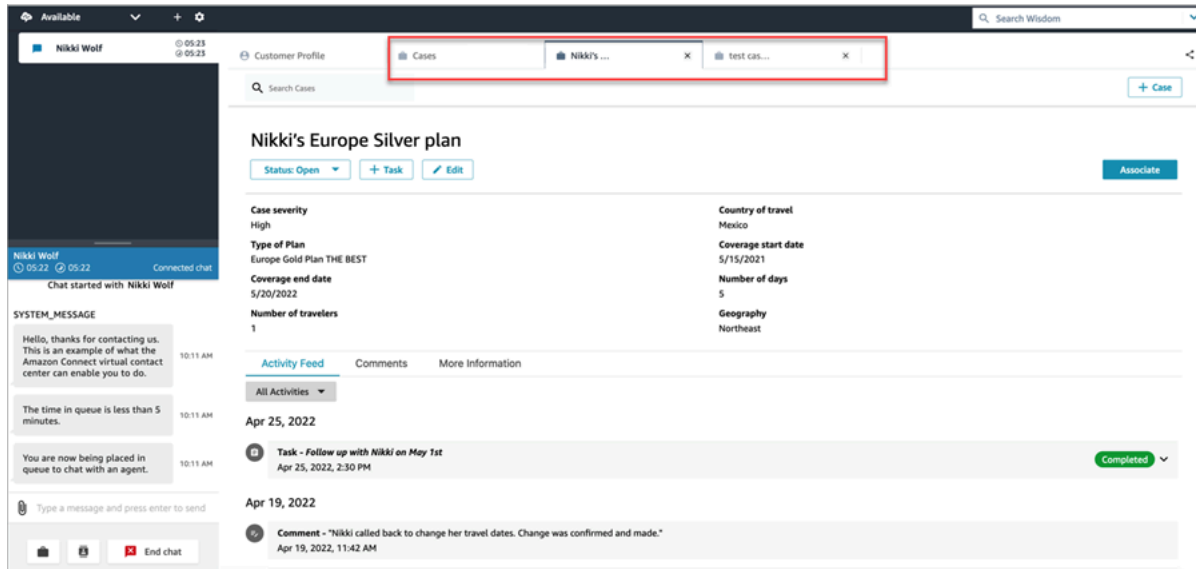 Available
Search Wisdom
Nikki Wolf
05:23
05:23
Customer Profile
Cases
Nikki's ...
test cas...
Search Cases
+ Case
Nikki's Europe Silver plan
Status: Open
+ Task
Edit
Associate
Case severity
High
Country of travel
Mexico
Type of Plan
Europe Gold Plan THE BEST
Coverage start date
5/15/2021
Coverage end date
5/20/2022
Number of days
5
Number of travelers
1
Geography
Northeast
Activity Feed
Comments
More Information
All Activities
Apr 25, 2022
Task - Follow up with Nikki on May 1st
Apr 25, 2022, 2:30 PM
Completed
Apr 19, 2022
Comment - "Nikki called back to change her travel dates. Change was confirmed and made."
Apr 19, 2022, 11:42 AM
Nikki Wolf
05:22 05:22
Connected chat
Chat started with Nikki Wolf
SYSTEM_MESSAGE
Hello, thanks for contacting us.
This is an example of what the
Amazon Connect virtual contact
center can enable you to do.
10:11 AM
The time in queue is less than 5
minutes.
10:11 AM
You are now being placed in
queue to chat with an agent.
10:11 AM
Type a message and press enter to send
End chat